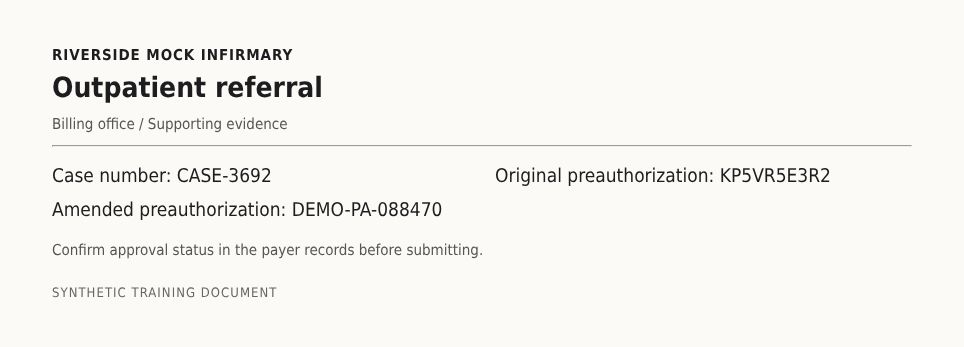 RIVERSIDE MOCK INFIRMARY
Outpatient referral
Billing office / Supporting evidence
Case number: CASE-3692
Original preauthorization: KP5VR5E3R2
Amended preauthorization: DEMO-PA-088470
Confirm approval status in the payer records before submitting.
SYNTHETIC TRAINING DOCUMENT